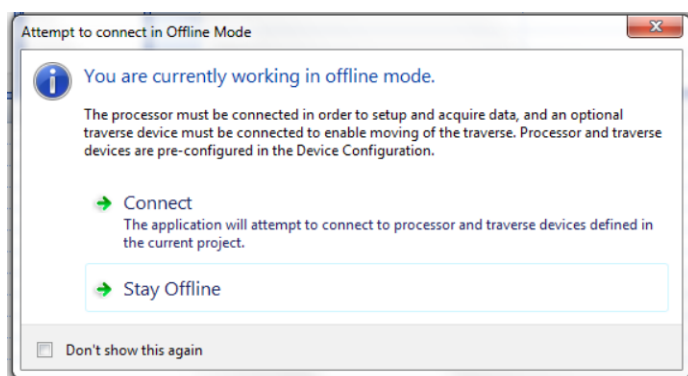 Attempt to connect in Offline Mode
You are currently working in offline mode.
The processor must be connected in order to setup and acquire data, and an optional
traverse device must be connected to enable moving of the traverse. Processor and traverse
devices are pre-configured in the Device Configuration.
Connect
The application will attempt to connect to processor and traverse devices defined in
the current project.
Stay Offline
Don't show this again